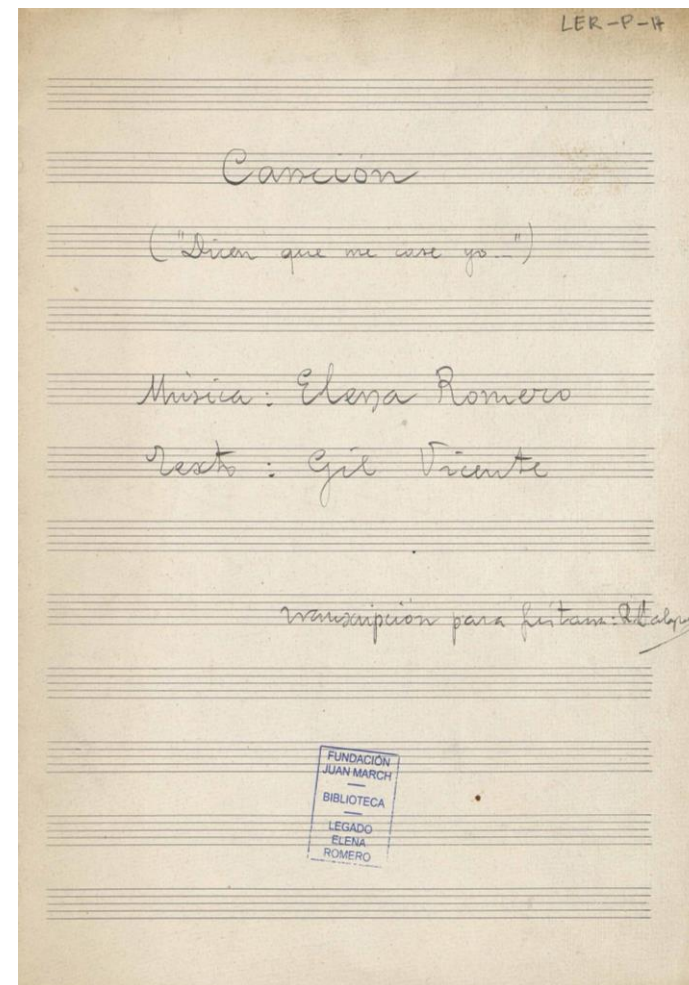 LER-P-H
Canción
("Dicen que me case yo...")
Música: Elena Romero
Texto: Gil Vicente
transcripción para guitarra:
FUNDACIÓN
JUAN MARCH
BIBLIOTECA
LEGADO
ELENA
ROMERO